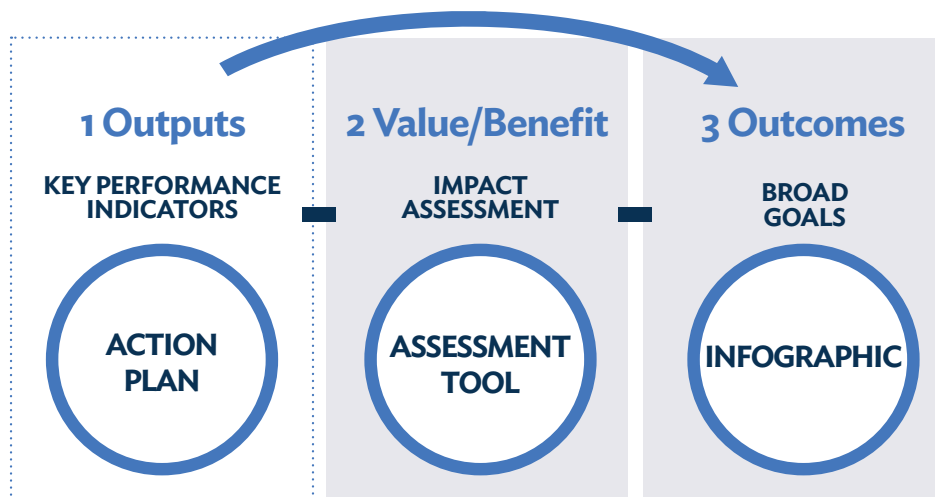 1 Outputs
KEY PERFORMANCE
INDICATORS
ACTION
PLAN
2 Value/Benefit
IMPACT
ASSESSMENT
ASSESSMENT
TOOL
3 Outcomes
BROAD
GOALS
INFOGRAPHIC